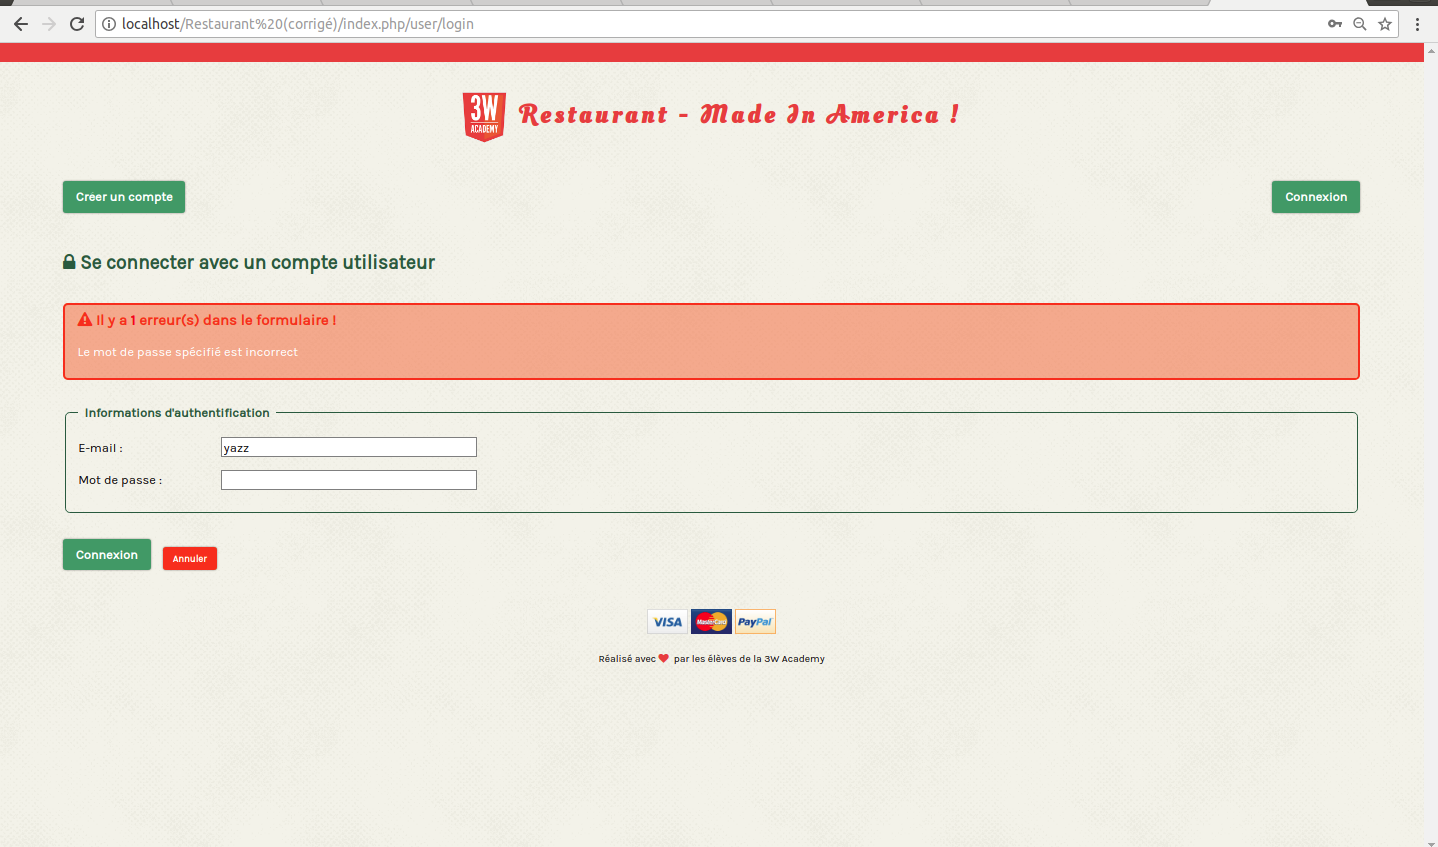 localhost/Restaurant%20(corrigé)/index.php/user/login
3W
ACADEMY
Restaurant - Made In America !
Créer un compte
Connexion
Se connecter avec un compte utilisateur
Il y a 1 erreur(s) dans le formulaire !
Le mot de passe spécifié est incorrect
Informations d'authentification
E-mail :
yazz
Mot de passe :
Connexion
Annuler
VISA
MasterCard
PayPal
Réalisé avec par les élèves de la 3W Academy